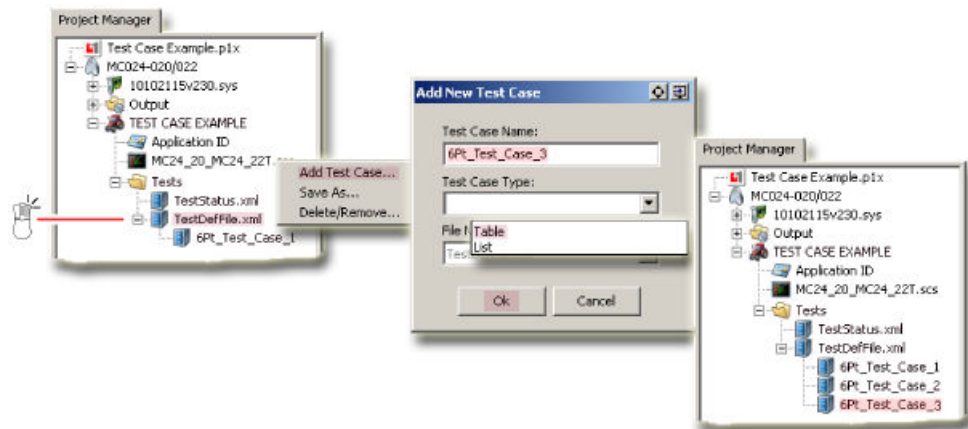 Project Manager
Test Case Example.p1x
MC024-020/022
10102115v230.sys
Output
TEST CASE EXAMPLE
Application ID
MC24_20_MC24_22T.scs
Tests
TestStatus.xml
TestDefFile.xml
6Pt_Test_Case_1
Add Test Case...
Save As...
Delete/Remove...
Add New Test Case
Test Case Name:
6Pt_Test_Case_3
Test Case Type:
Table
List
Ok
Cancel
Project Manager
Test Case Example.p1x
MC024-020/022
10102115v230.sys
Output
TEST CASE EXAMPLE
Application ID
MC24_20_MC24_22T.scs
Tests
TestStatus.xml
TestDefFile.xml
6Pt_Test_Case_1
6Pt_Test_Case_2
6Pt_Test_Case_3